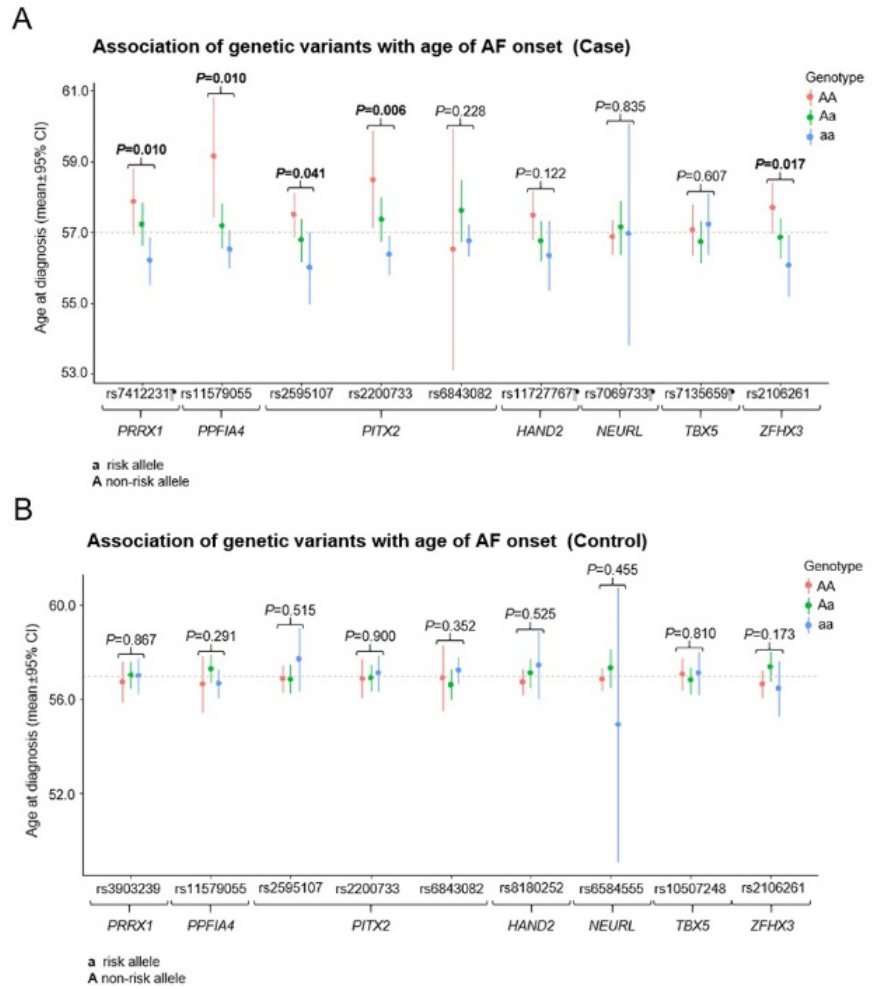 A
Association of genetic variants with age of AF onset (Case)
Age at diagnosis (mean±95% CI)
61.0
59.0
57.0
55.0
53.0
P=0.010
P=0.010
P=0.041
P=0.006
P=0.228
P=0.122
P=0.835
P=0.607
P=0.017
Genotype
AA
Aa
aa
rs7412231¶ rs11579055 rs2595107 rs2200733 rs6843082 rs11727767¶ rs7069733¶ rs7135659¶ rs2106261
PRRX1 PPFIA4 PITX2 HAND2 NEURL TBX5 ZFHX3
a risk allele
A non-risk allele
B
Association of genetic variants with age of AF onset (Control)
Age at diagnosis (mean±95% CI)
60.0
56.0
52.0
P=0.867
P=0.291
P=0.515
P=0.900
P=0.352
P=0.525
P=0.455
P=0.810
P=0.173
Genotype
AA
Aa
aa
rs3903239 rs11579055 rs2595107 rs2200733 rs6843082 rs8180252 rs6584555 rs10507248 rs2106261
PRRX1 PPFIA4 PITX2 HAND2 NEURL TBX5 ZFHX3
a risk allele
A non-risk allele